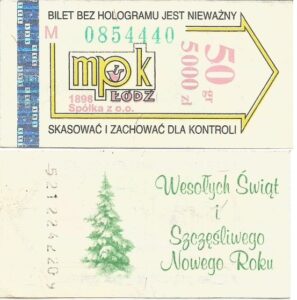 BILET BEZ HOLOGRAMU JEST NIEWAŻNY
M 0854440
mpk
ŁÓDŹ
1898
Spółka z o.o.
50 gr
5000 zł
SKASOWAĆ I ZACHOWAĆ DLA KONTROLI
Wesołych Świąt
i
Szczęśliwego
Nowego Roku